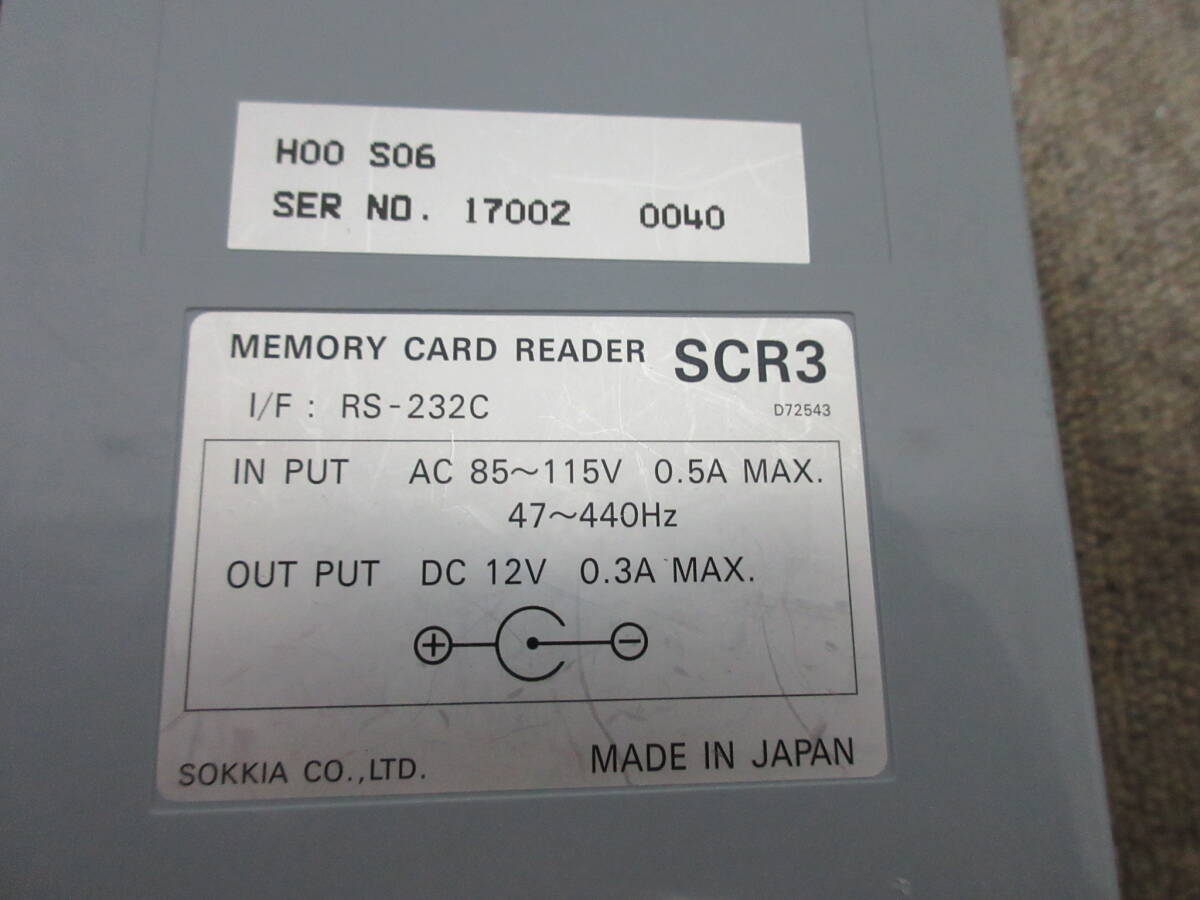 H00 S06
SER NO. 17002 0040
MEMORY CARD READER SCR3
I/F : RS-232C D72543
IN PUT AC 85～115V 0.5A MAX.
47～440Hz
OUT PUT DC 12V 0.3A MAX.
SOKKIA CO.,LTD. MADE IN JAPAN